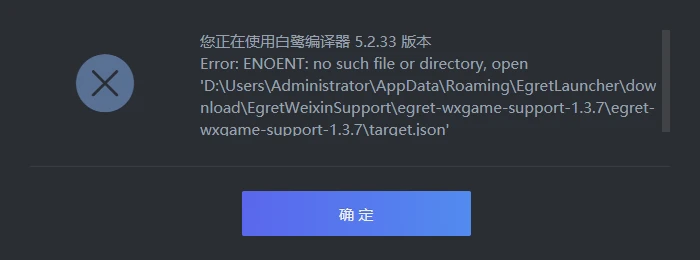 您正在使用白鹭编译器 5.2.33 版本
Error: ENOENT: no such file or directory, open
'D:\Users\Administrator\AppData\Roaming\EgretLauncher\dow
nload\EgretWeixinSupport\egret-wxgame-support-1.3.7\egret-
wxgame-support-1.3.7\target.json'
确定